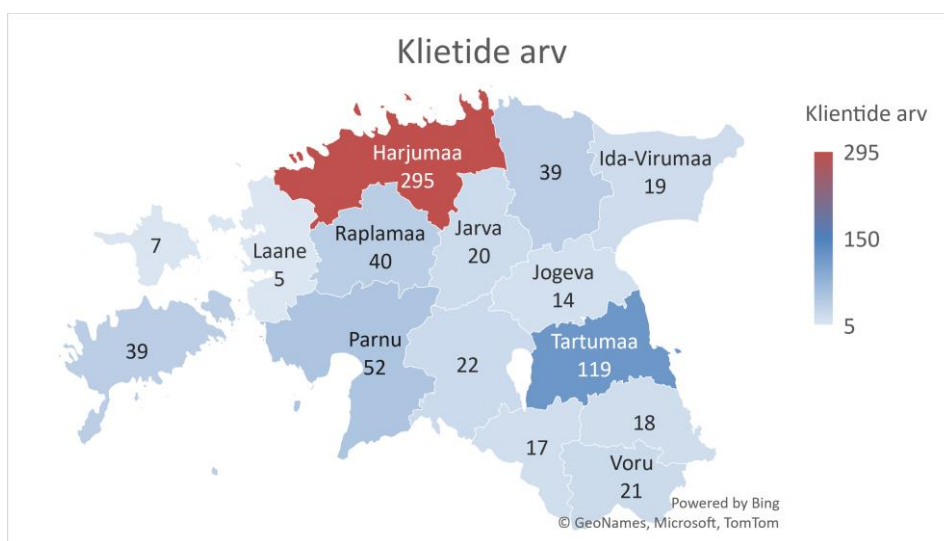 Klietide arv
Klientide arv
295
150
5
Harjumaa
295
39
Ida-Virumaa
19
7
Laane
5
Raplamaa
40
Jarva
20
Jogeva
14
39
Parnu
52
22
Tartumaa
119
17
18
Voru
21
Powered by Bing
© GeoNames, Microsoft, TomTom